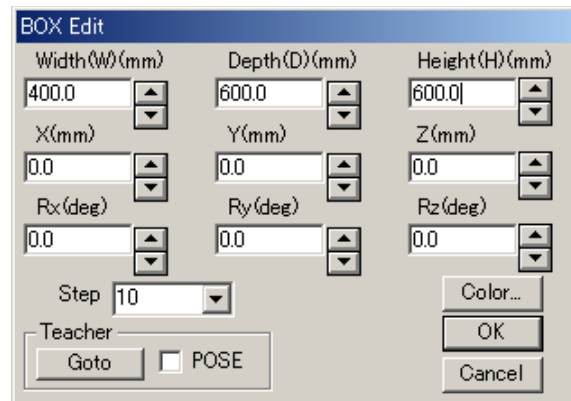 BOX Edit
Width(W)(mm) Depth(D)(mm) Height(H)(mm)
400.0 600.0 600.0
X(mm) Y(mm) Z(mm)
0.0 0.0 0.0
Rx(deg) Ry(deg) Rz(deg)
0.0 0.0 0.0
Step 10 Color...
Teacher OK
Goto POSE Cancel